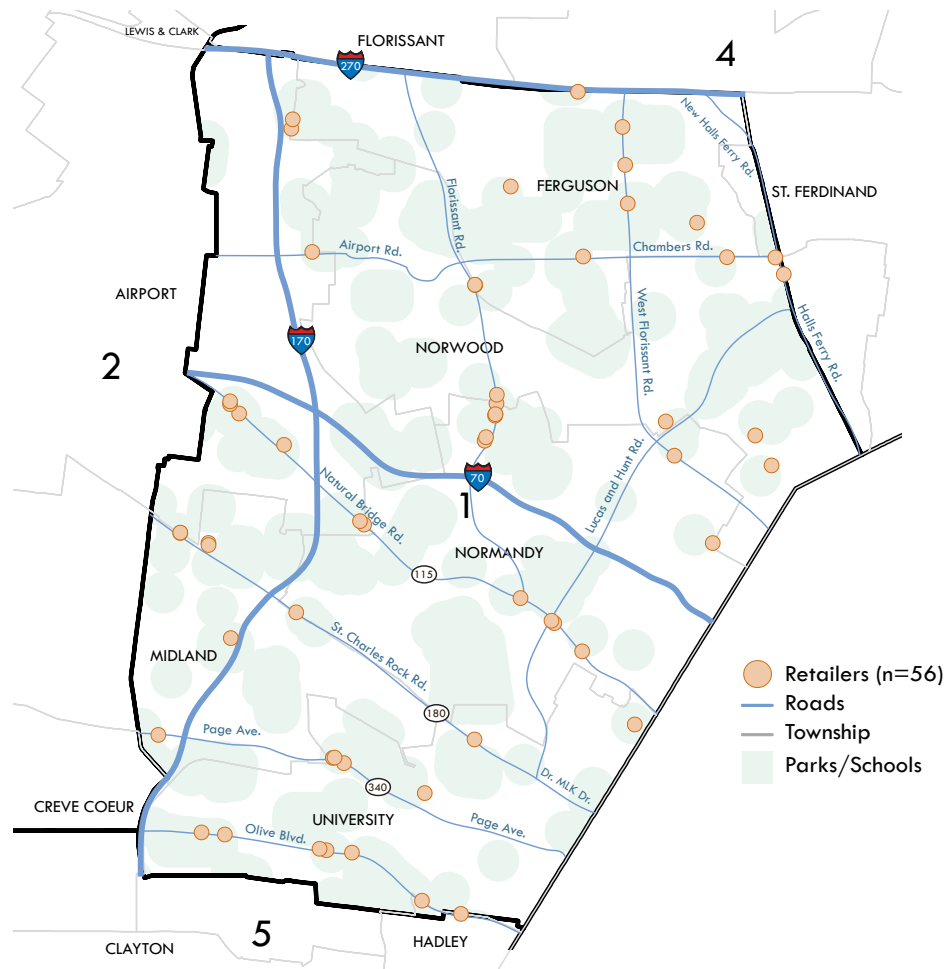 LEWIS & CLARK
FLORISSANT
4
270
New Halls Ferry Rd.
FERGUSON
ST. FERDINAND
Florissant Rd.
Airport Rd.
Chambers Rd.
AIRPORT
West Florissant Rd.
Halls Ferry Rd.
170
NORWOOD
2
Lucas and Hunt Rd.
70
Natural Bridge Rd.
1
NORMANDY
115
St. Charles Rock Rd.
MIDLAND
Retailers (n=56)
Roads
180
Page Ave.
Township
Parks/Schools
Dr. MLK Dr.
340
CREVE COEUR
UNIVERSITY
Olive Blvd.
Page Ave.
5
CLAYTON
HADLEY